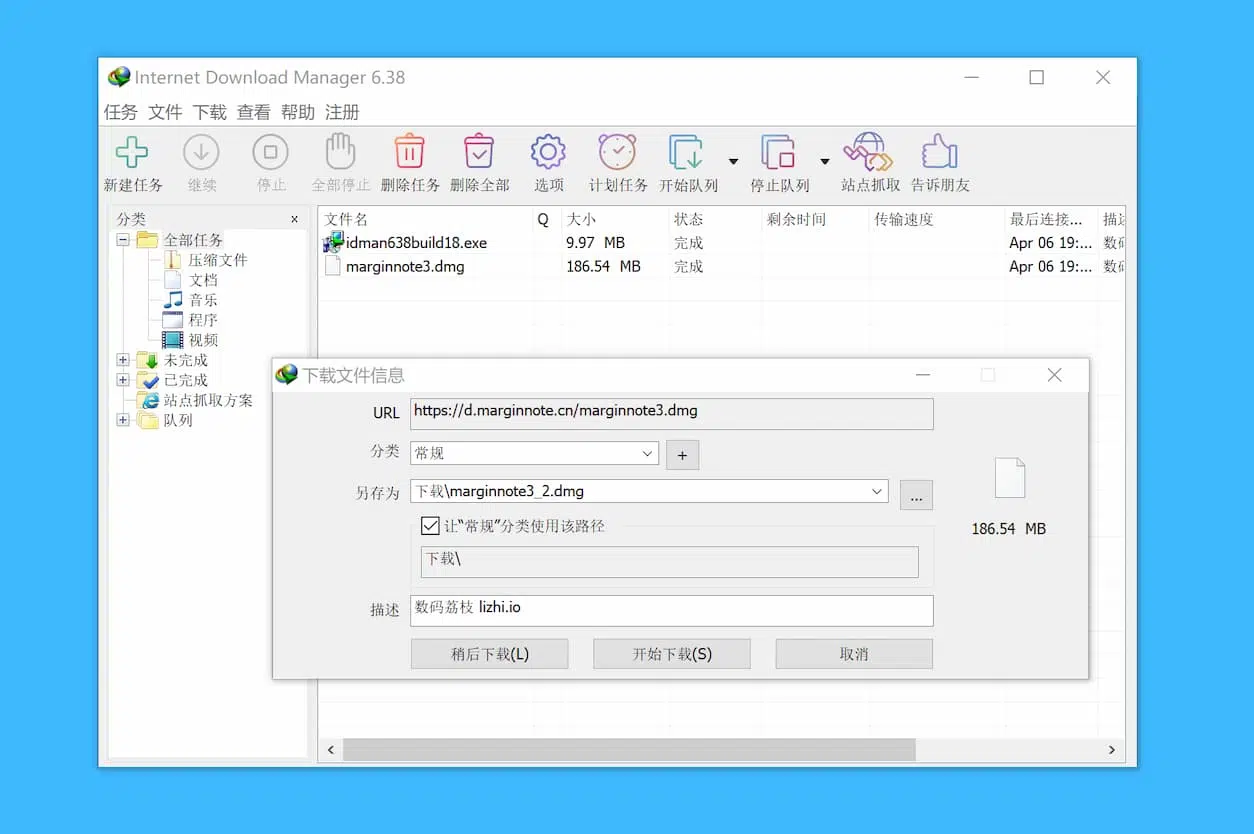 Internet Download Manager 6.38
任务 文件 下载 查看 帮助 注册
新建任务 继续 停止 全部停止 删除任务 删除全部 选项 计划任务 开始队列 停止队列 站点抓取 告诉朋友
分类 x
全部任务
压缩文件
文档
音乐
程序
视频
未完成
已完成
站点抓取方案
队列
文件名 Q 大小 状态 剩余时间 传输速度 最后连接... 描述
idman638build18.exe 9.97 MB 完成 Apr 06 19:... 数码
marginnote3.dmg 186.54 MB 完成 Apr 06 19:... 数码
下载文件信息
URL https://d.marginnote.cn/marginnote3.dmg
分类 常规 +
另存为 下载\marginnote3_2.dmg ...
让“常规”分类使用该路径
下载\
描述 数码荔枝 lizhi.io
186.54 MB
稍后下载(L) 开始下载(S) 取消